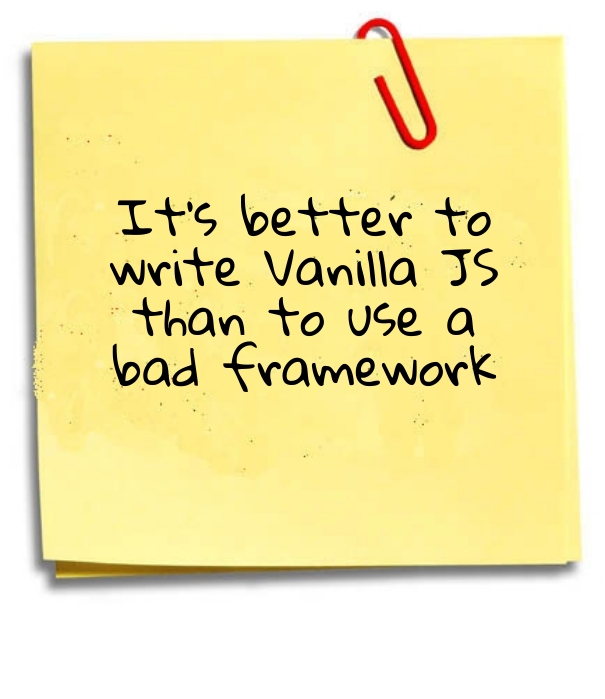 It's better to
write Vanilla JS
than to use a
bad framework